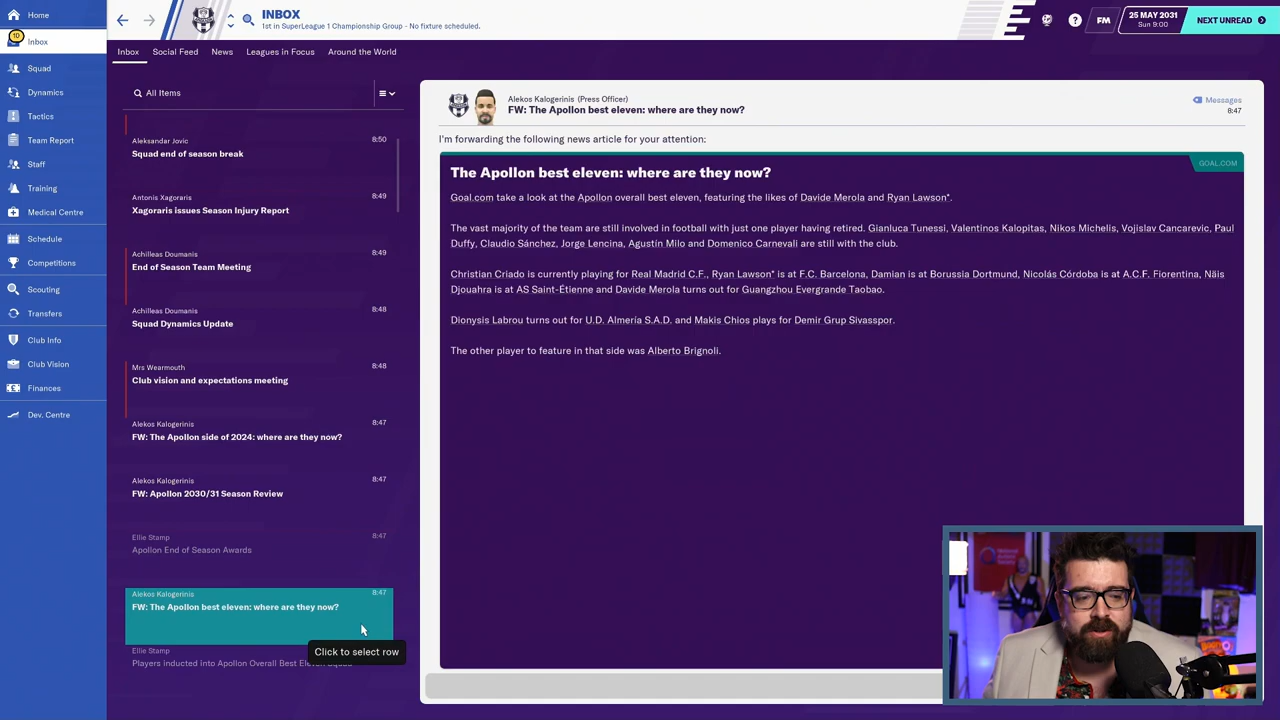 Home
INBOX
1st in SuperLeague 1 Championship Group - No fixture scheduled.
FM
25 MAY 2031
Sun 9:00
NEXT UNREAD
10
Inbox
Squad
Dynamics
Tactics
Team Report
Staff
Training
Medical Centre
Schedule
Competitions
Scouting
Transfers
Club Info
Club Vision
Finances
Dev. Centre
Inbox
Social Feed
News
Leagues in Focus
Around the World
All Items
Aleksandar Jovic
8:50
Squad end of season break
Antonis Xagoraris
8:49
Xagoraris issues Season Injury Report
Achilleas Doumanis
8:49
End of Season Team Meeting
Achilleas Doumanis
8:48
Squad Dynamics Update
Mrs Wearmouth
8:48
Club vision and expectations meeting
Alekos Kalogerinis
8:47
FW: The Apollon side of 2024: where are they now?
Alekos Kalogerinis
8:47
FW: Apollon 2030/31 Season Review
Ellie Stamp
8:47
Apollon End of Season Awards
Alekos Kalogerinis
8:47
FW: The Apollon best eleven: where are they now?
Click to select row
Ellie Stamp
Players inducted into Apollon Overall Best Eleven Squad
Alekos Kalogerinis (Press Officer)
FW: The Apollon best eleven: where are they now?
Messages
8:47
I'm forwarding the following news article for your attention:
The Apollon best eleven: where are they now?
GOAL.COM
Goal.com take a look at the Apollon overall best eleven, featuring the likes of Davide Merola and Ryan Lawson*.
The vast majority of the team are still involved in football with just one player having retired. Gianluca Tunessi, Valentinos Kalopitas, Nikos Michelis, Vojislav Cancarevic, Paul
Duffy, Claudio Sánchez, Jorge Lencina, Agustín Milo and Domenico Carnevali are still with the club.
Christian Criado is currently playing for Real Madrid C.F., Ryan Lawson* is at F.C. Barcelona, Damian is at Borussia Dortmund, Nicolás Córdoba is at A.C.F. Fiorentina, Näis
Djouahra is at AS Saint-Étienne and Davide Merola turns out for Guangzhou Evergrande Taobao.
Dionysis Labrou turns out for U.D. Almería S.A.D. and Makis Chios plays for Demir Grup Sivasspor.
The other player to feature in that side was Alberto Brignoli.